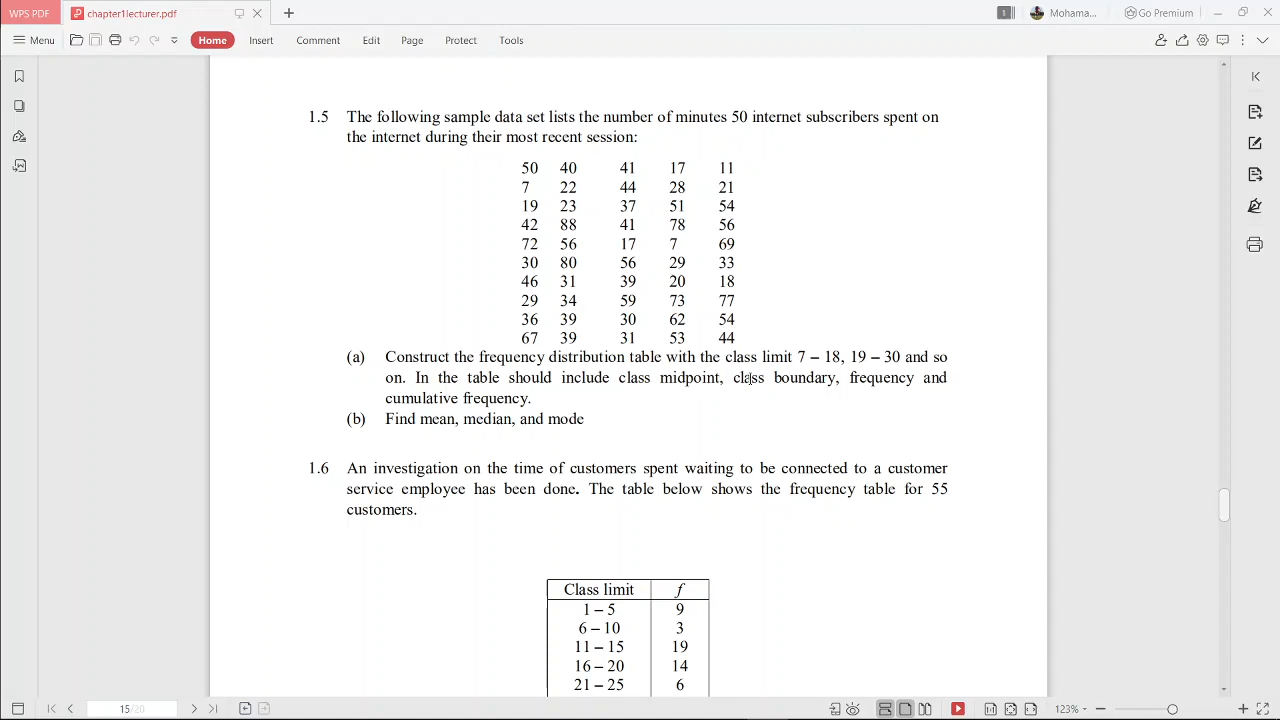 WPS PDF chapter1lecturer.pdf 1 Mohama... Go Premium
Menu Home Insert Comment Edit Page Protect Tools
1.5 The following sample data set lists the number of minutes 50 internet subscribers spent on
the internet during their most recent session:
50 40 41 17 11
7 22 44 28 21
19 23 37 51 54
42 88 41 78 56
72 56 17 7 69
30 80 56 29 33
46 31 39 20 18
29 34 59 73 77
36 39 30 62 54
67 39 31 53 44
(a) Construct the frequency distribution table with the class limit 7 – 18, 19 – 30 and so
on. In the table should include class midpoint, class boundary, frequency and
cumulative frequency.
(b) Find mean, median, and mode
1.6 An investigation on the time of customers spent waiting to be connected to a customer
service employee has been done. The table below shows the frequency table for 55
customers.
Class limit f
1 – 5 9
6 – 10 3
11 – 15 19
16 – 20 14
21 – 25 6
15/20 123%